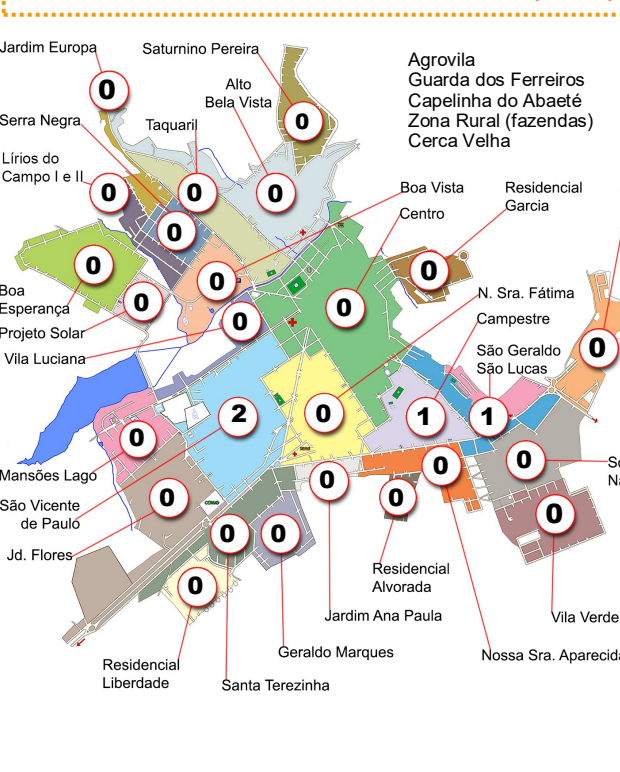 Jardim Europa
Saturnino Pereira
Agrovila
Guarda dos Ferreiros
Capelinha do Abaeté
Zona Rural (fazendas)
Cerca Velha
Alto
Bela Vista
Serra Negra
Taquaril
Lírios do
Campo I e II
Boa Vista
Centro
Residencial
Garcia
0
0
0
0
0
0
0
0
0
0
0
0
0
Boa
Esperança
Projeto Solar
Vila Luciana
N. Sra. Fátima
Campestre
São Geraldo
São Lucas
2
0
1
1
0
0
0
0
0
0
0
0
0
0
0
Mansões Lago
São Vicente
de Paulo
Jd. Flores
Residencial
Alvorada
Jardim Ana Paula
Vila Verde
Geraldo Marques
Nossa Sra. Aparecida
Residencial
Liberdade
Santa Terezinha